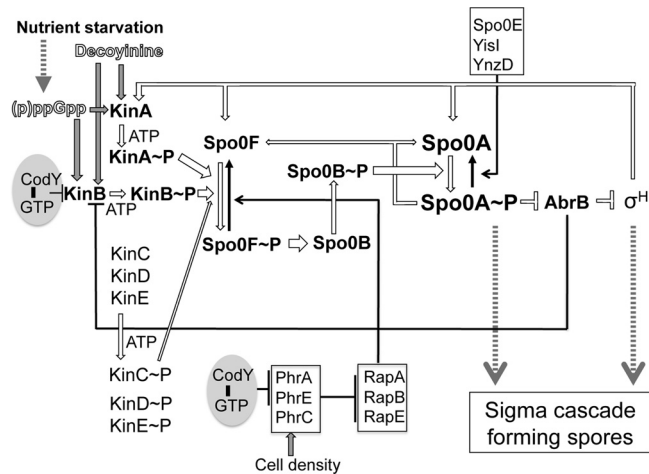 Nutrient starvation
Decoyinine
(p)ppGpp
KinA
ATP
KinA~P
CodY
GTP
KinB
ATP
KinB~P
Spo0F
Spo0F~P
Spo0B
Spo0B~P
Spo0E
YisI
YnzD
Spo0A
Spo0A~P
AbrB
σH
KinC
KinD
KinE
ATP
KinC~P
KinD~P
KinE~P
CodY
GTP
PhrA
PhrE
PhrC
RapA
RapB
RapE
Cell density
Sigma cascade
forming spores